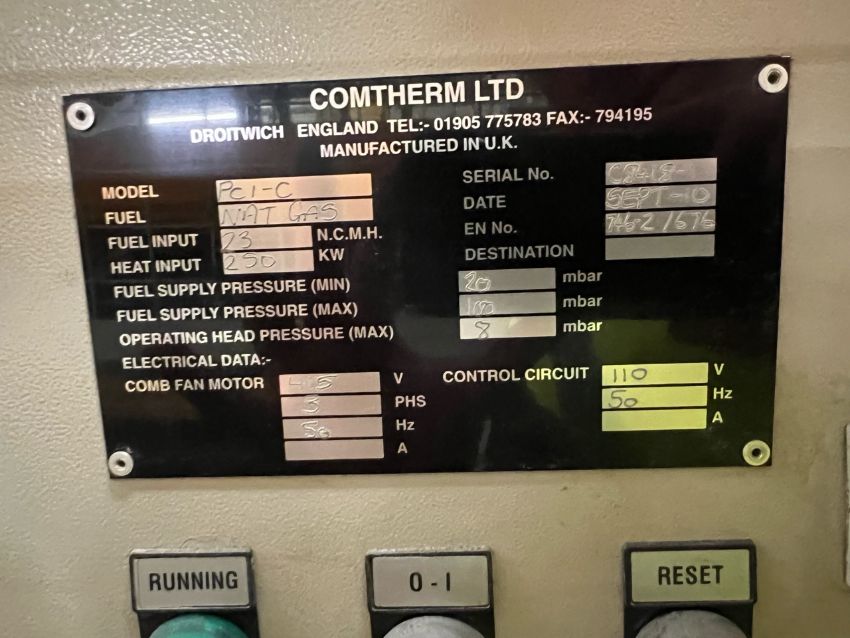 COMTHERM LTD
DROITWICH ENGLAND TEL:- 01905 775783 FAX:- 794195
MANUFACTURED IN U.K.
MODEL PC1-C
FUEL NAT GAS
FUEL INPUT 23 N.C.M.H.
HEAT INPUT 250 KW
SERIAL No.
DATE SEPT-10
EN No. 746-2 /676
DESTINATION
FUEL SUPPLY PRESSURE (MIN) 20 mbar
FUEL SUPPLY PRESSURE (MAX) 100 mbar
OPERATING HEAD PRESSURE (MAX) 8 mbar
ELECTRICAL DATA:-
COMB FAN MOTOR 415 V
3 PHS
50 Hz
A
CONTROL CIRCUIT 110 V
50 Hz
A
RUNNING
0 - I
RESET